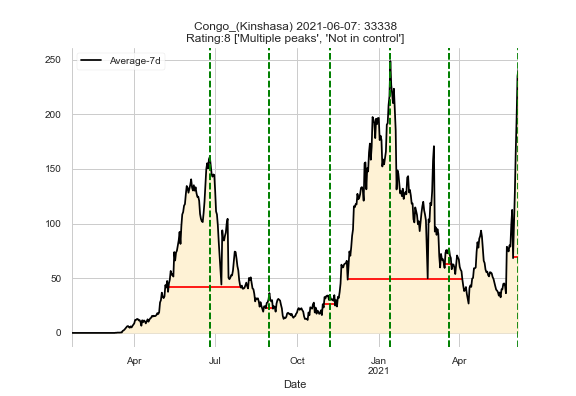 Congo_(Kinshasa) 2021-06-07: 33338
Rating:8 ['Multiple peaks', 'Not in control']
Average-7d
250
200
150
100
50
0
Apr
Jul
Oct
Jan
2021
Apr
Date